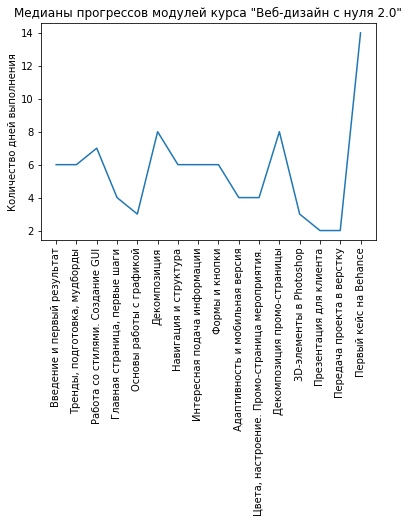 Медианы прогрессов модулей курса "Веб-дизайн с нуля 2.0"
Количество дней выполнения
14
12
10
8
6
4
2
Введение и первый результат
Тренды, подготовка, мудборды
Работа со стилями. Создание GUI
Главная страница, первые шаги
Основы работы с графикой
Декомпозиция
Навигация и структура
Интересная подача информации
Формы и кнопки
Адаптивность и мобильная версия
Цвета, настроение. Промо-страница мероприятия.
Декомпозиция промо-страницы
3D-элементы в Photoshop
Презентация для клиента
Передача проекта в верстку
Первый кейс на Behance